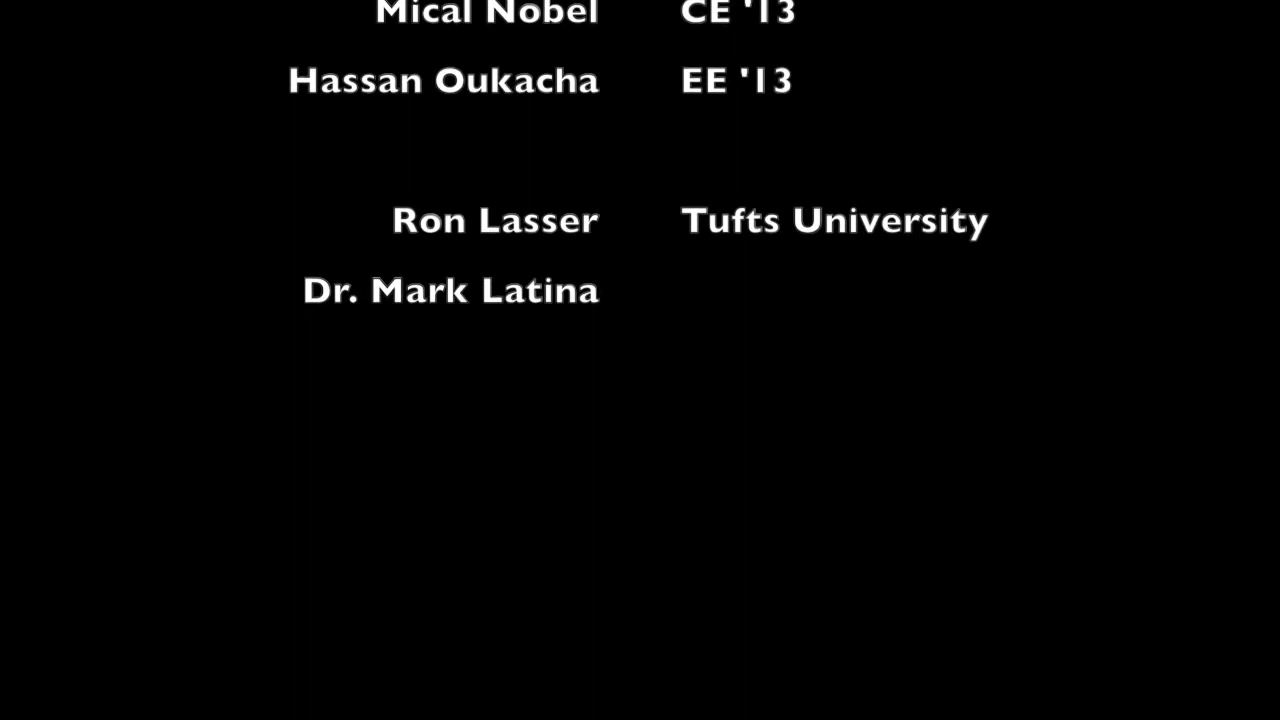 Mical Nobel CE '13
Hassan Oukacha EE '13
Ron Lasser Tufts University
Dr. Mark Latina